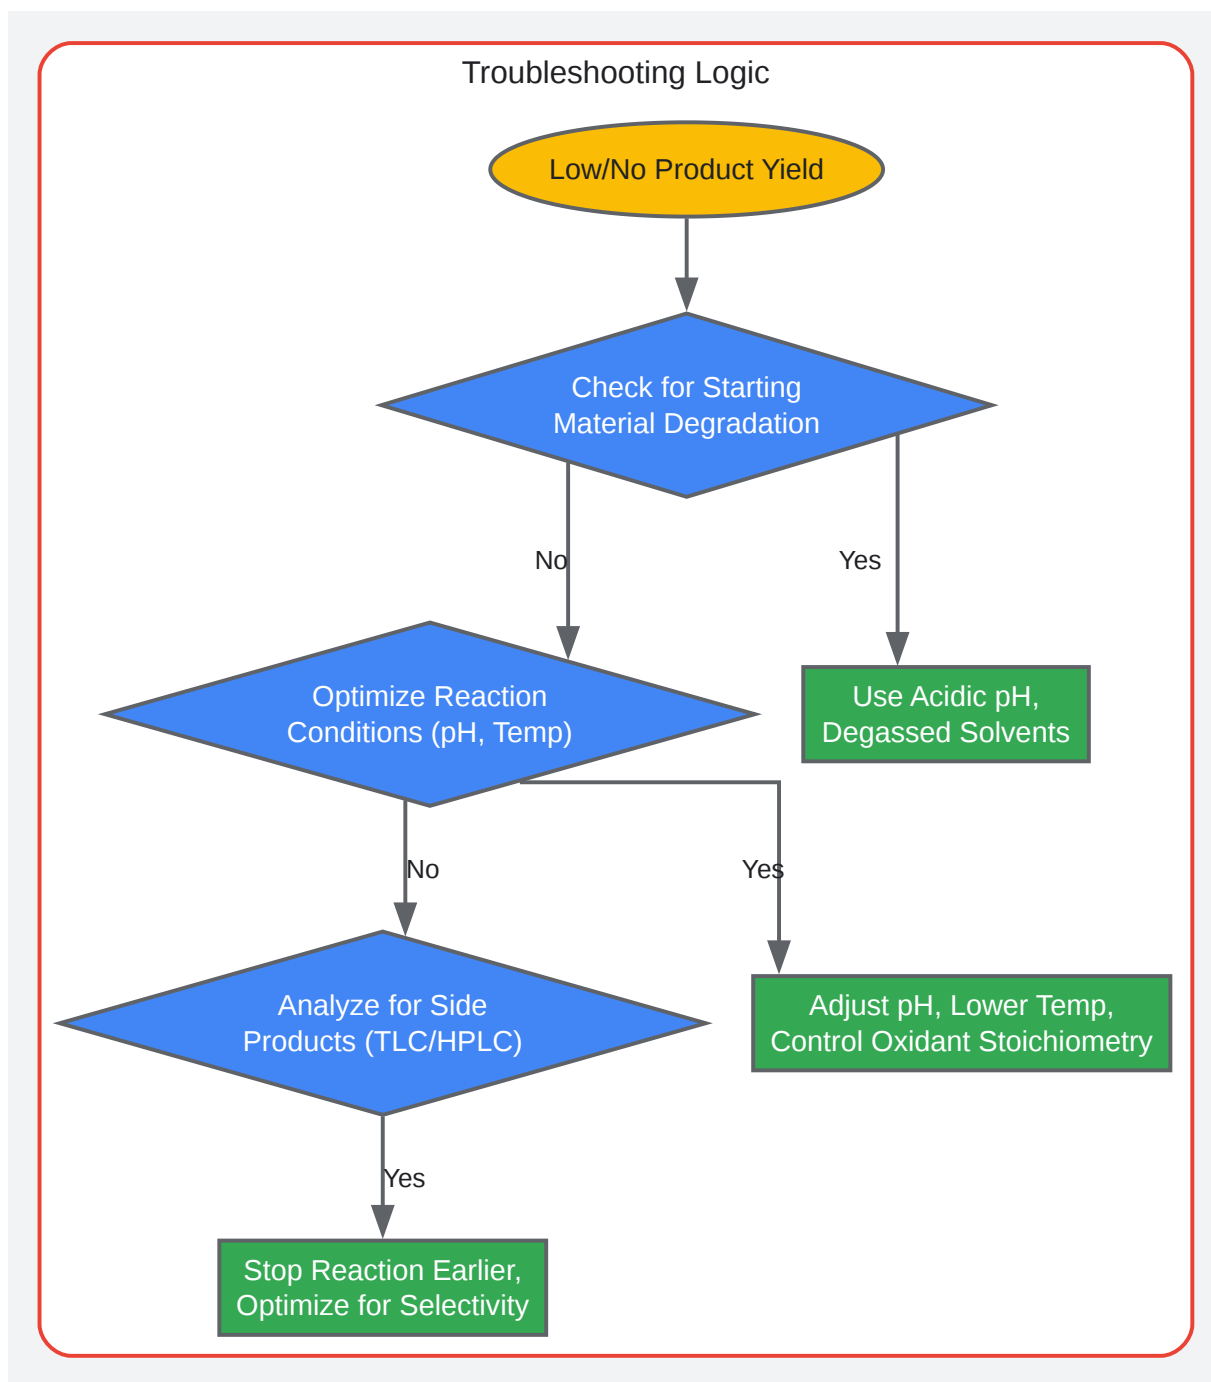 Troubleshooting Logic
Low/No Product Yield
Check for Starting
Material Degradation
No
Yes
Optimize Reaction
Conditions (pH, Temp)
Use Acidic pH,
Degassed Solvents
No
Yes
Analyze for Side
Products (TLC/HPLC)
Adjust pH, Lower Temp,
Control Oxidant Stoichiometry
Yes
Stop Reaction Earlier,
Optimize for Selectivity